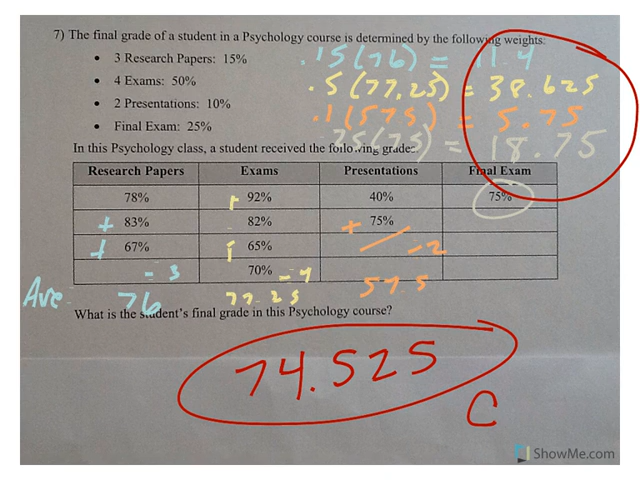 7) The final grade of a student in a Psychology course is determined by the following weights:
• 3 Research Papers: 15% .15(76) = 11.4
• 4 Exams: 50% .5(77.25) = 38.625
• 2 Presentations: 10% .1(575) = 5.75
• Final Exam: 25% 25(75) = 18.75
In this Psychology class, a student received the following grades
Research Papers Exams Presentations Final Exam
78% 92% 40% 75%
+ 83% 82% + 75%
+ 67% 65% ÷2
÷3 70% ÷4
Ave 76 77.25 57.5
What is the student's final grade in this Psychology course?
74.525
C
ShowMe.com